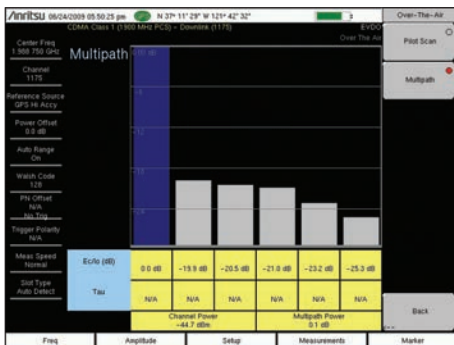 Anritsu 08/24/2009 05:50:25 pm N 37° 11' 29" W 121° 42' 32"
Over-The-Air
CDMA Class 1 (1900 MHz PCS) - Downlink (1175)
EVDO
Over The Air
Multipath
Center Freq
1.988 750 GHz
Channel
1175
Reference Source
GPS Hi Accy
Power Offset
0.0 dB
Auto Range
On
Walsh Code
128
PN Offset
N/A
No Trig
Trigger Polarity
N/A
Meas Speed
Normal
Slot Type
Auto Detect
Ec/Io (dB) 0.0 dB -19.9 dB -20.5 dB -21.0 dB -23.2 dB -25.3 dB
Tau N/A N/A N/A N/A N/A N/A
Channel Power
-44.7 dBm
Multipath Power
0.1 dB
Pilot Scan
Multipath
Back
Freq Amplitude Setup Measurements Marker